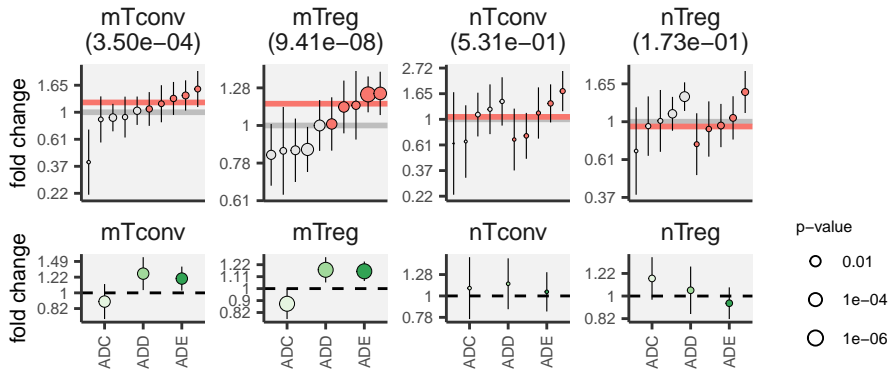 mTconv
(3.50e−04)
mTreg
(9.41e−08)
nTconv
(5.31e−01)
nTreg
(1.73e−01)
fold change
1.65
1
0.61
0.37
0.22
1.28
1
0.78
0.61
2.72
1.65
1
0.61
0.37
0.22
1.65
1
0.61
0.37
mTconv
mTreg
nTconv
nTreg
fold change
1.49
1.22
1
0.82
1.22
1.11
1
0.9
0.82
1.28
1
0.78
1.22
1
0.82
ADC
ADD
ADE
ADC
ADD
ADE
ADC
ADD
ADE
ADC
ADD
ADE
p−value
0.01
1e−04
1e−06